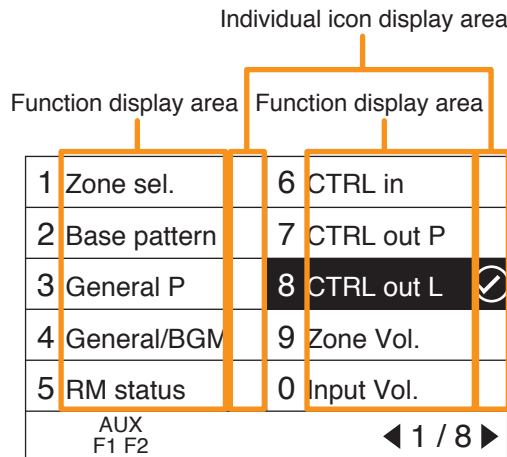 Individual icon display area
Function display area Function display area
1 Zone sel. 6 CTRL in
2 Base pattern 7 CTRL out P
3 General P 8 CTRL out L
4 General/BGM 9 Zone Vol.
5 RM status 0 Input Vol.
AUX
F1 F2 ◀ 1 / 8 ▶